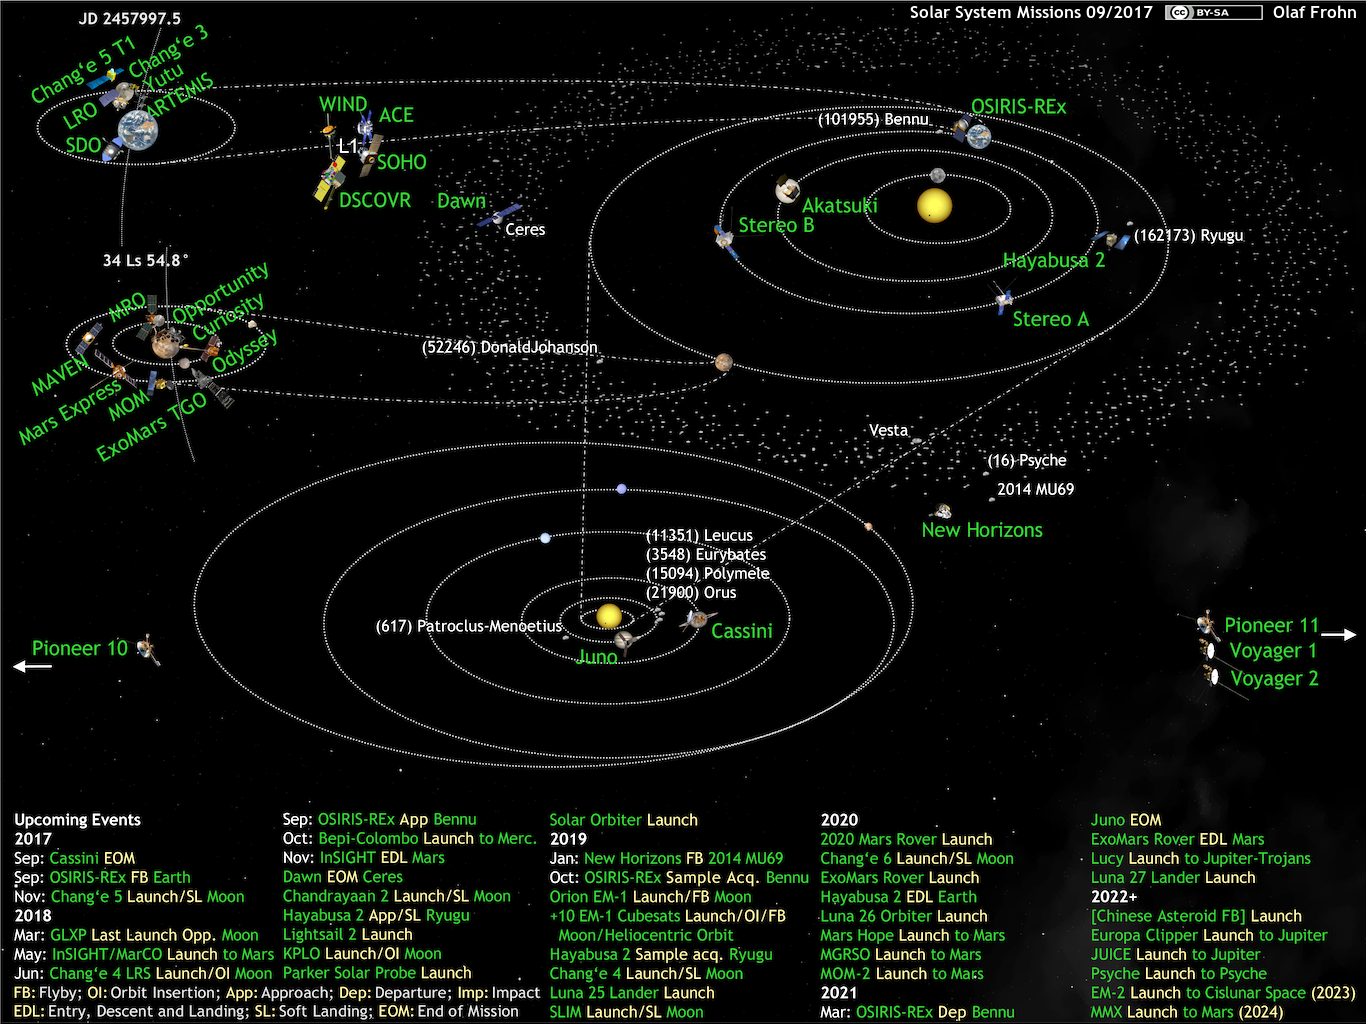 JD 2457997.5
Solar System Missions 09/2017
cc BY-SA
Olaf Frohn
Chang‘e 5 T1
Chang‘e 3
Yutu
ARTEMIS
LRO
SDO
WIND
ACE
L1
SOHO
DSCOVR
Dawn
Ceres
OSIRIS-REx
(101955) Bennu
Akatsuki
Stereo B
(162173) Ryugu
Hayabusa 2
Stereo A
34 Ls 54.8°
MRO
Opportunity
Curiosity
Odyssey
MAVEN
Mars Express
MOM
ExoMars TGO
(52246) DonaldJohanson
Vesta
(16) Psyche
2014 MU69
New Horizons
(11351) Leucus
(3548) Eurybates
(15094) Polymele
(21900) Orus
(617) Patroclus-Menoetius
Juno
Cassini
Pioneer 10
Pioneer 11
Voyager 1
Voyager 2
Upcoming Events
2017
Sep: Cassini EOM
Sep: OSIRIS-REx FB Earth
Nov: Chang‘e 5 Launch/SL Moon
2018
Mar: GLXP Last Launch Opp. Moon
May: InSIGHT/MarCO Launch to Mars
Jun: Chang‘e 4 LRS Launch/OI Moon
Sep: OSIRIS-REx App Bennu
Oct: Bepi-Colombo Launch to Merc.
Nov: InSIGHT EDL Mars
Dawn EOM Ceres
Chandrayaan 2 Launch/SL Moon
Hayabusa 2 App/SL Ryugu
Lightsail 2 Launch
KPLO Launch/OI Moon
Parker Solar Probe Launch
FB: Flyby; OI: Orbit Insertion; App: Approach; Dep: Departure; Imp: Impact
EDL: Entry, Descent and Landing; SL: Soft Landing; EOM: End of Mission
Solar Orbiter Launch
2019
Jan: New Horizons FB 2014 MU69
Oct: OSIRIS-REx Sample Acq. Bennu
Orion EM-1 Launch/FB Moon
+10 EM-1 Cubesats Launch/OI/FB
Moon/Heliocentric Orbit
Hayabusa 2 Sample acq. Ryugu
Chang‘e 4 Launch/SL Moon
Luna 25 Lander Launch
SLIM Launch/SL Moon
2020
2020 Mars Rover Launch
Chang‘e 6 Launch/SL Moon
ExoMars Rover Launch
Hayabusa 2 EDL Earth
Luna 26 Orbiter Launch
Mars Hope Launch to Mars
MGRSO Launch to Mars
MOM-2 Launch to Mars
2021
Mar: OSIRIS-REx Dep Bennu
Juno EOM
ExoMars Rover EDL Mars
Lucy Launch to Jupiter-Trojans
Luna 27 Lander Launch
2022+
[Chinese Asteroid FB] Launch
Europa Clipper Launch to Jupiter
JUICE Launch to Jupiter
Psyche Launch to Psyche
EM-2 Launch to Cislunar Space (2023)
MMX Launch to Mars (2024)